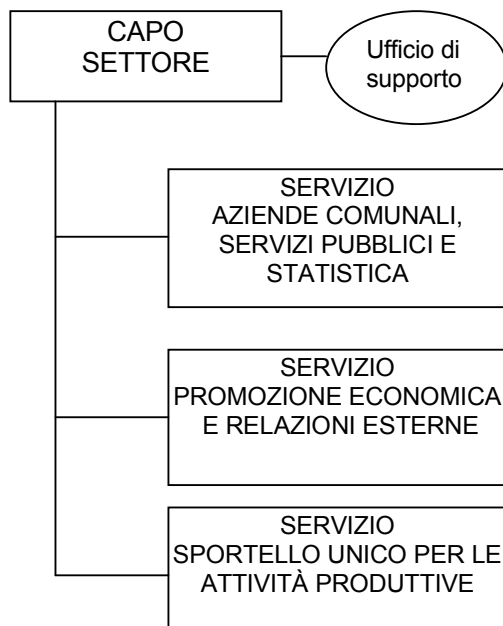 CAPO
SETTORE
Ufficio di
supporto
SERVIZIO
AZIENDE COMUNALI,
SERVIZI PUBBLICI E
STATISTICA
SERVIZIO
PROMOZIONE ECONOMICA
E RELAZIONI ESTERNE
SERVIZIO
SPORTELLO UNICO PER LE
ATTIVITÀ PRODUTTIVE